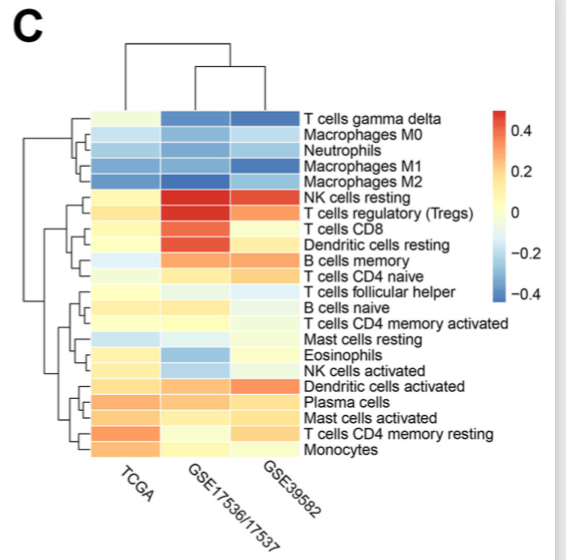 C
T cells gamma delta
Macrophages M0
Neutrophils
Macrophages M1
Macrophages M2
NK cells resting
T cells regulatory (Tregs)
T cells CD8
Dendritic cells resting
B cells memory
T cells CD4 naive
T cells follicular helper
B cells naive
T cells CD4 memory activated
Mast cells resting
Eosinophils
NK cells activated
Dendritic cells activated
Plasma cells
Mast cells activated
T cells CD4 memory resting
Monocytes
0.4
0.2
0
−0.2
−0.4
TCGA
GSE17536/17537
GSE39582